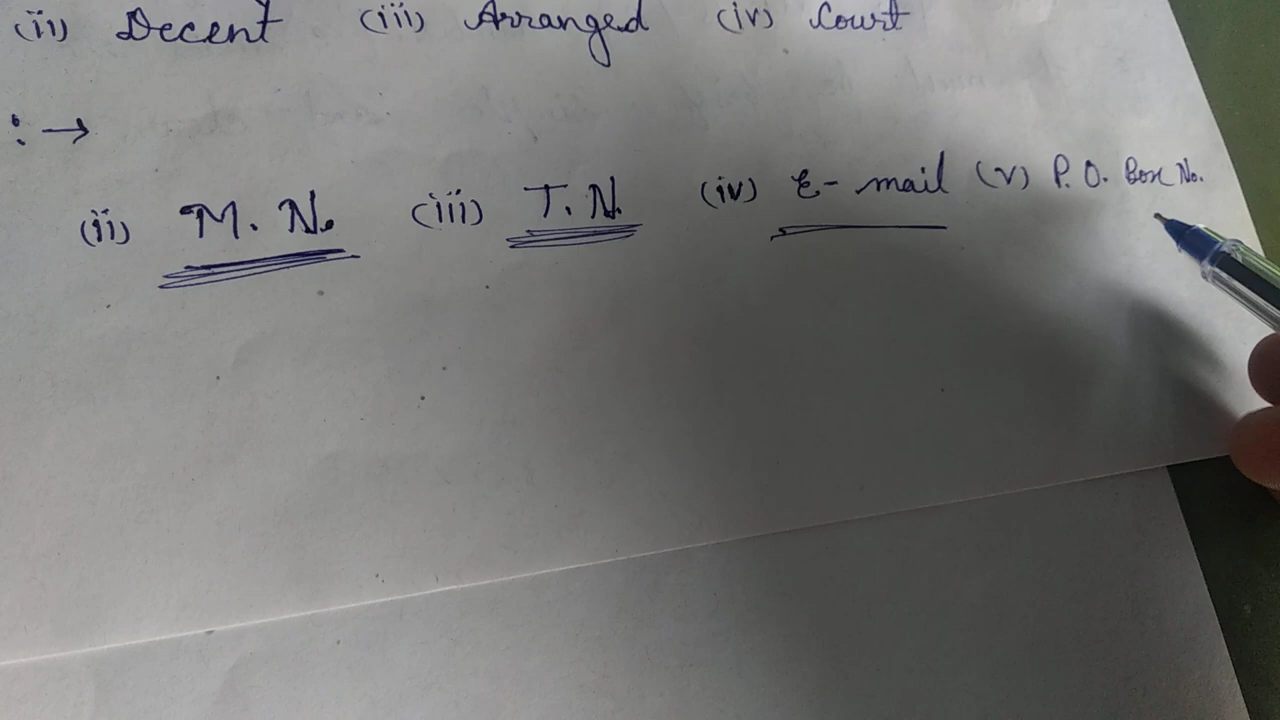 (ii) Decent (iii) Arranged (iv) Court
: →
(ii) M. N. (iii) T. N. (iv) E-mail (v) P. O. Box No.